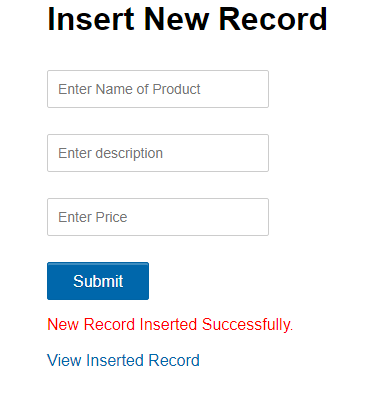 Insert New Record
Enter Name of Product
Enter description
Enter Price
Submit
New Record Inserted Successfully.
View Inserted Record